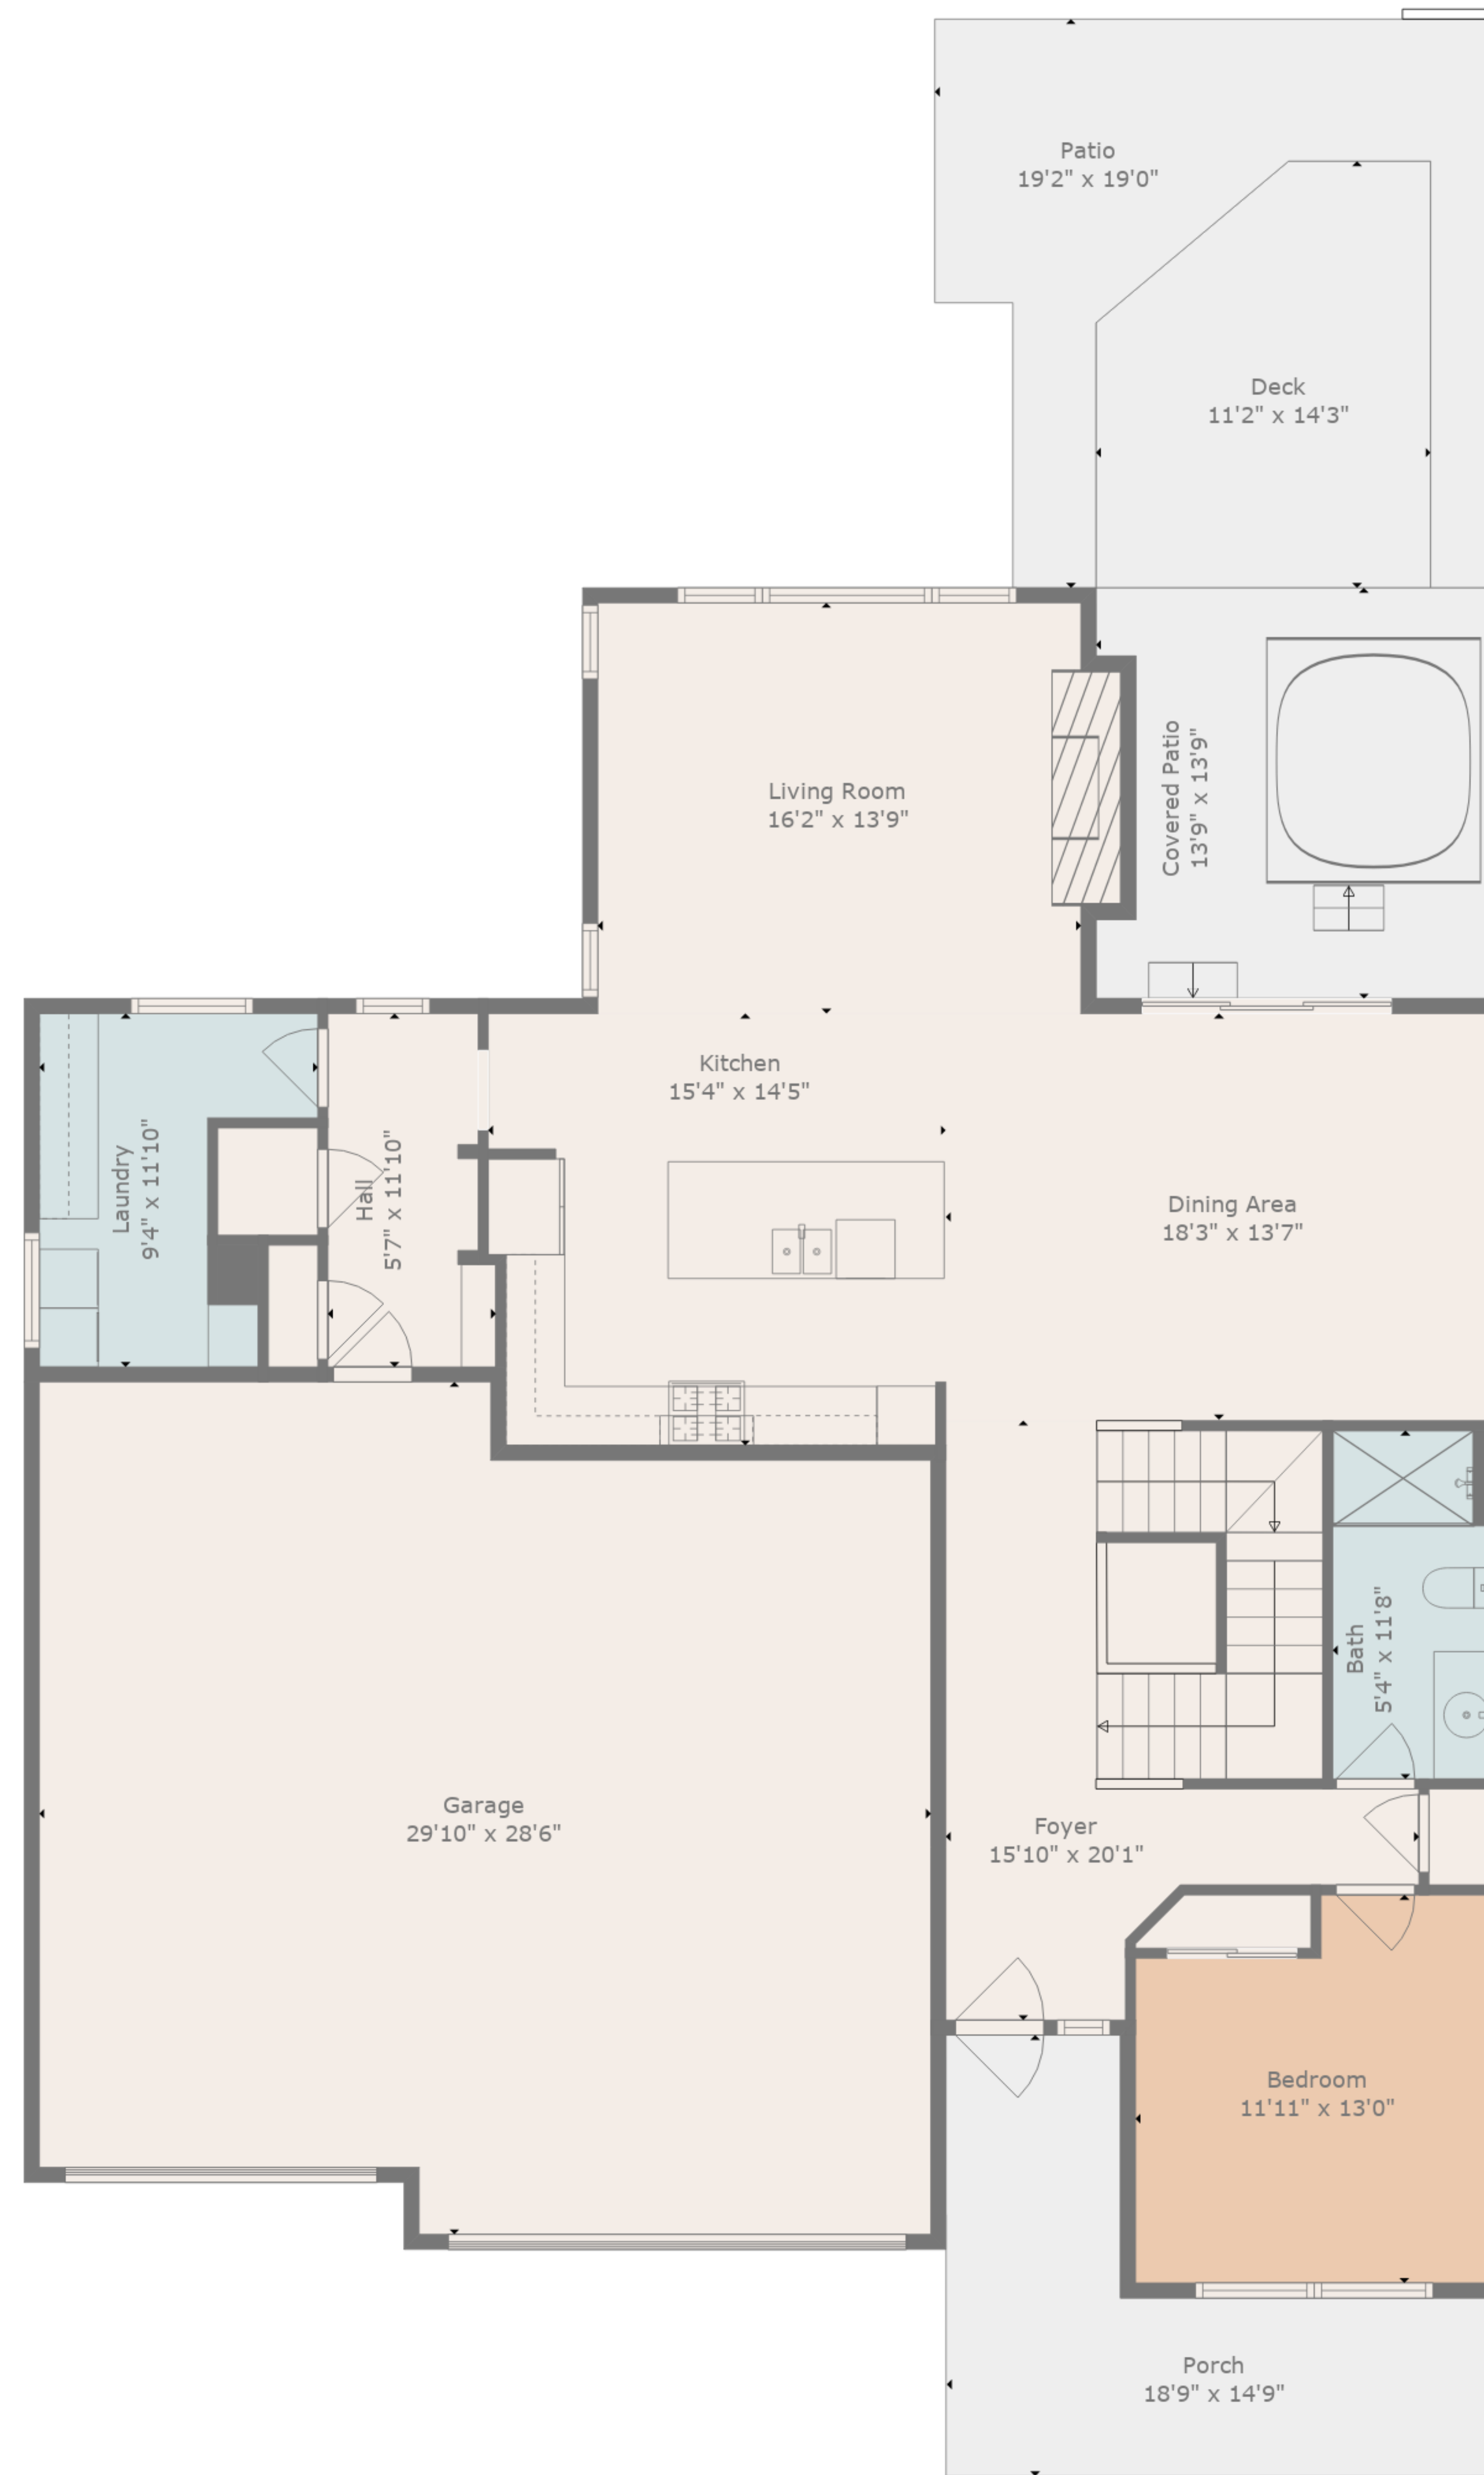 Patio
19'2" x 19'0"
Deck
11'2" x 14'3"
Living Room
16'2" x 13'9"
Covered Patio
13'9" x 13'9"
Kitchen
15'4" x 14'5"
Laundry
9'4" x 11'10"
Hall
5'7" x 11'10"
Dining Area
18'3" x 13'7"
Bath
5'4" x 11'8"
Garage
29'10" x 28'6"
Foyer
15'10" x 20'1"
Bedroom
11'11" x 13'0"
Porch
18'9" x 14'9"